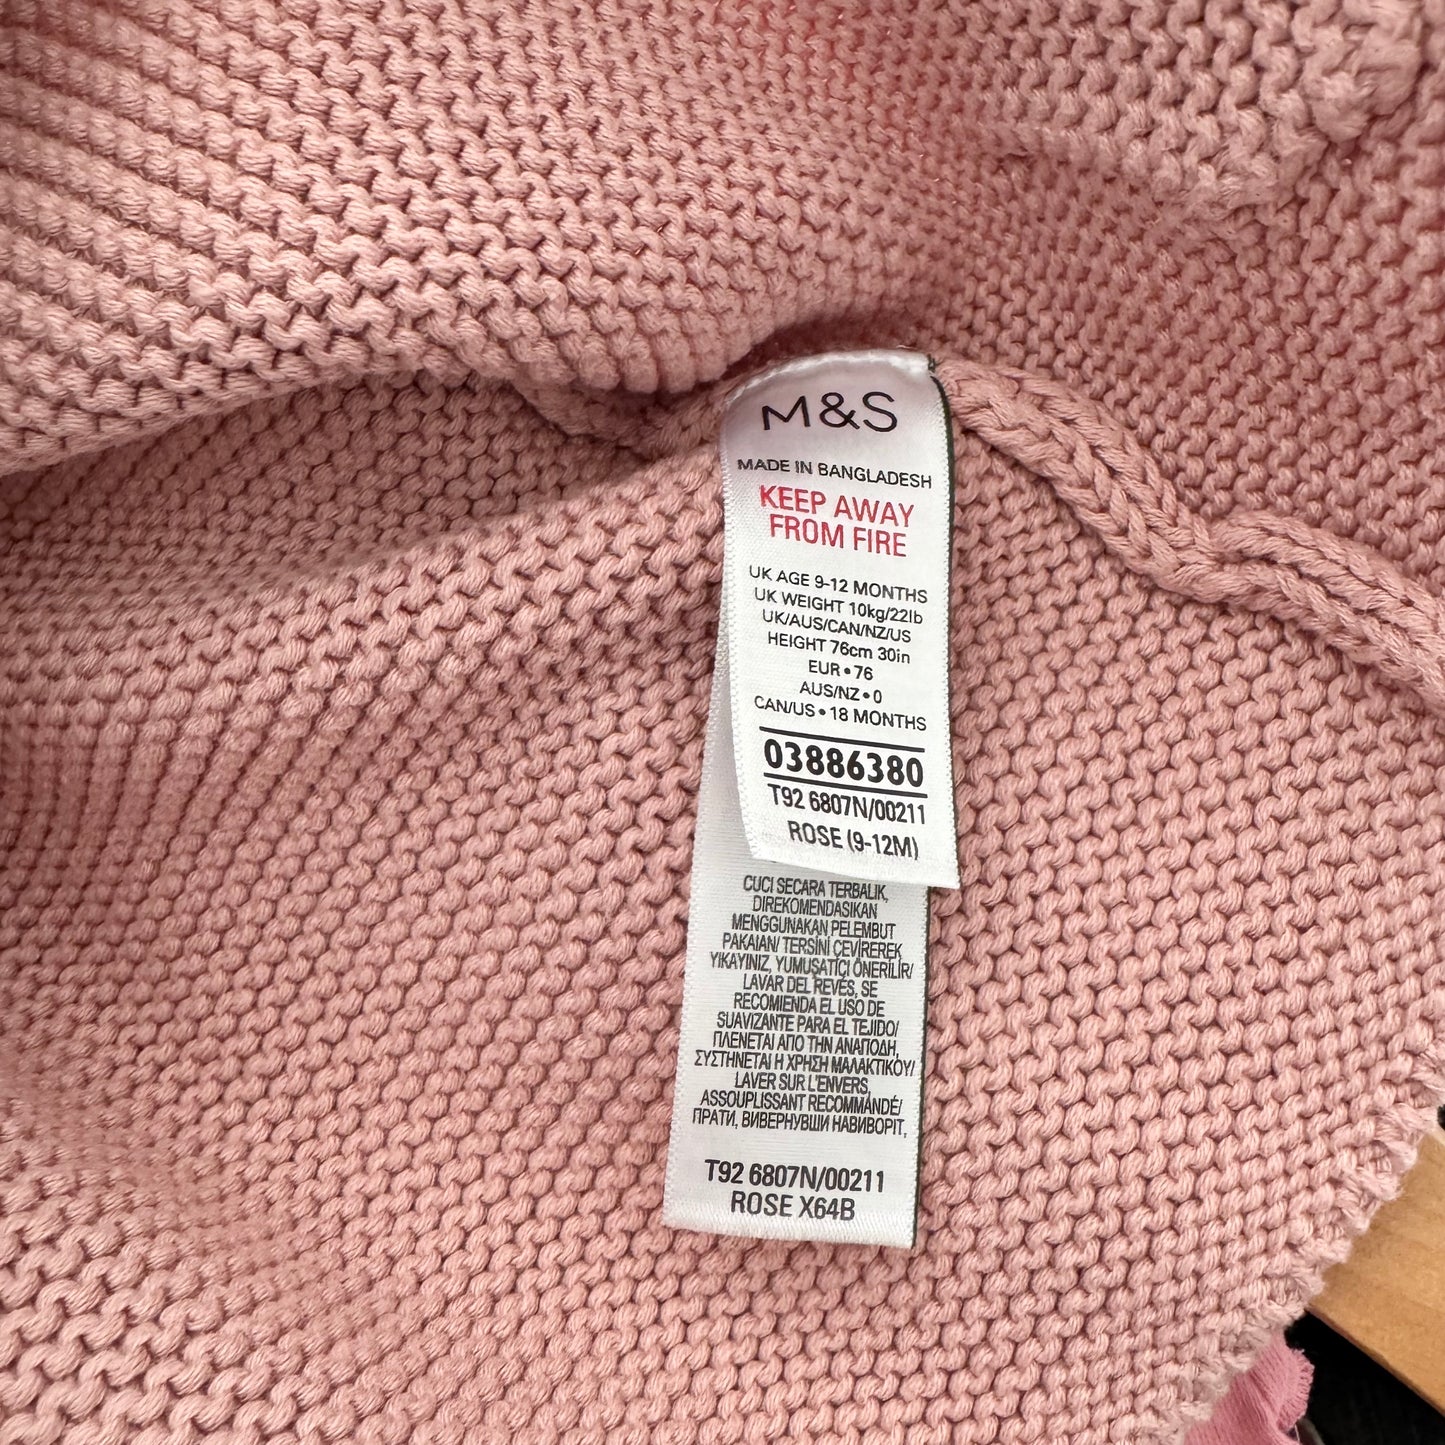 M&S
MADE IN BANGLADESH
KEEP AWAY
FROM FIRE
UK AGE 9-12 MONTHS
UK WEIGHT 10kg/22lb
UK/AUS/CAN/NZ/US
HEIGHT 76cm 30in
EUR • 76
AUS/NZ • 0
CAN/US • 18 MONTHS
03886380
T92 6807N/00211
ROSE (9-12M)
CUCI SECARA TERBALIK,
DIREKOMENDASIKAN
MENGGUNAKAN PELEMBUT
PAKAIAN/ TERSİNİ ÇEVİREREK
YIKAYINIZ, YUMUŞATICI ÖNERİLİR/
LAVAR DEL REVÉS, SE
RECOMIENDA EL USO DE
SUAVIZANTE PARA EL TEJIDO/
ΠΛΕΝΕΤΑΙ ΑΠΟ ΤΗΝ ΑΝΑΠΟΔΗ,
ΣΥΣΤΗΝΕΤΑΙ Η ΧΡΗΣΗ ΜΑΛΑΚΤΙΚΟΥ/
LAVER SUR L'ENVERS,
ASSOUPLISSANT RECOMMANDÉ/
ПРАТИ, ВИВЕРНУВШИ НАВИВОРІТ,
T92 6807N/00211
ROSE X64B